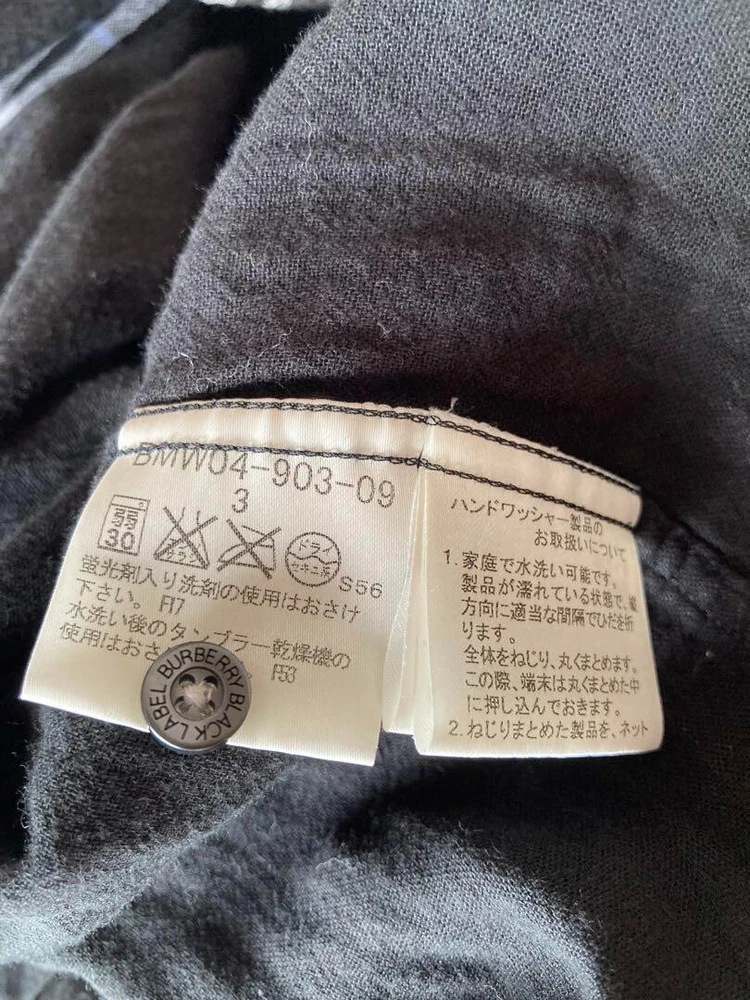 BMW04-903-09
3
弱
30
エンソ
サラシ
ドライ
セキユ系
S56
蛍光剤入り洗剤の使用はおさけ
下さい。 F17
水洗い後のタンブラー乾燥機の
使用はおさ
F53
BURBERRY BLACK LABEL
ハンドワッシャー製品の
お取扱いについて
1. 家庭で水洗い可能です。
製品が濡れている状態で、縦
方向に適当な間隔でひだを折
ります。
全体をねじり、丸くまとめます。
この際、端末は丸くまとめた中
に押し込んでおきます。
2. ねじりまとめた製品を、ネット